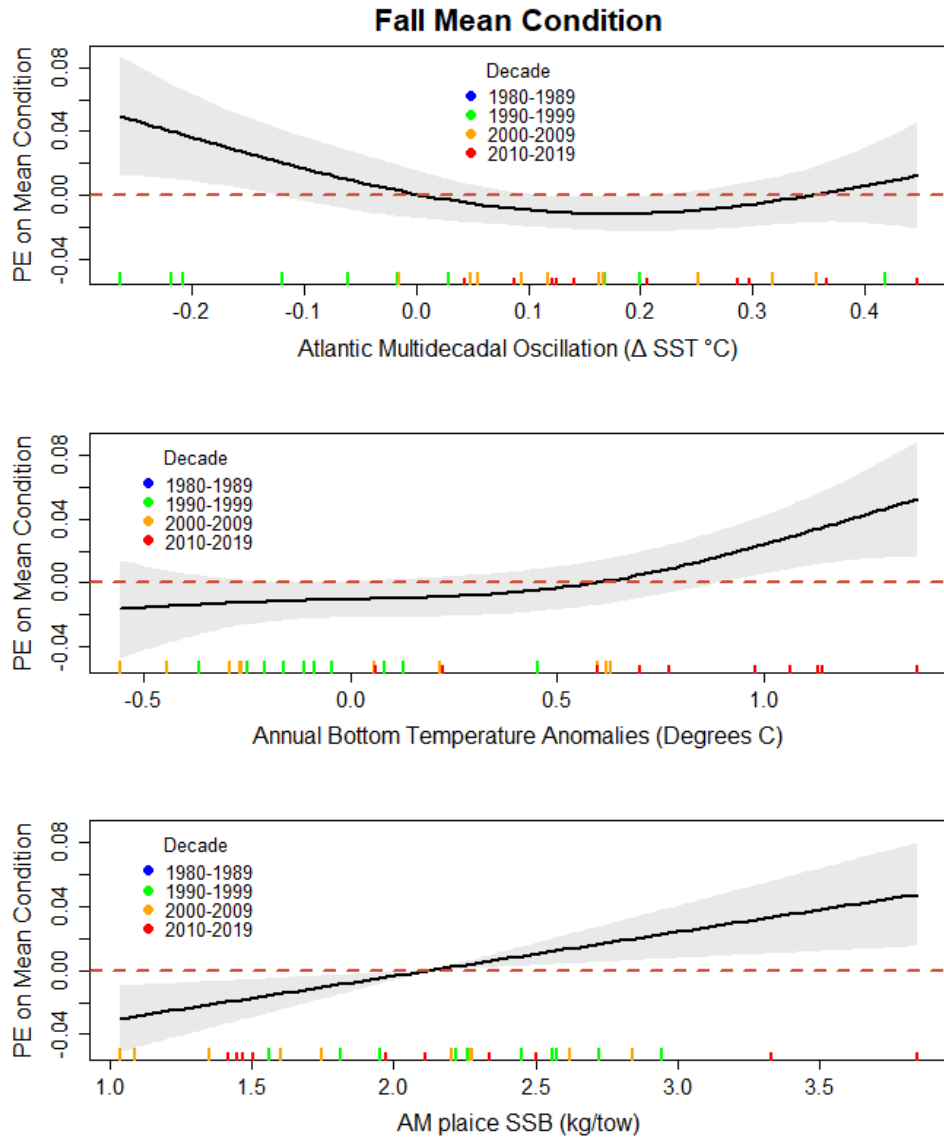 Fall Mean Condition
PE on Mean Condition
0.08
0.04
0.00
-0.04
Decade
1980-1989
1990-1999
2000-2009
2010-2019
-0.2 -0.1 0.0 0.1 0.2 0.3 0.4
Atlantic Multidecadal Oscillation (Δ SST °C)
PE on Mean Condition
0.08
0.04
0.00
-0.04
Decade
1980-1989
1990-1999
2000-2009
2010-2019
-0.5 0.0 0.5 1.0
Annual Bottom Temperature Anomalies (Degrees C)
PE on Mean Condition
0.08
0.04
0.00
-0.04
Decade
1980-1989
1990-1999
2000-2009
2010-2019
1.0 1.5 2.0 2.5 3.0 3.5
AM plaice SSB (kg/tow)